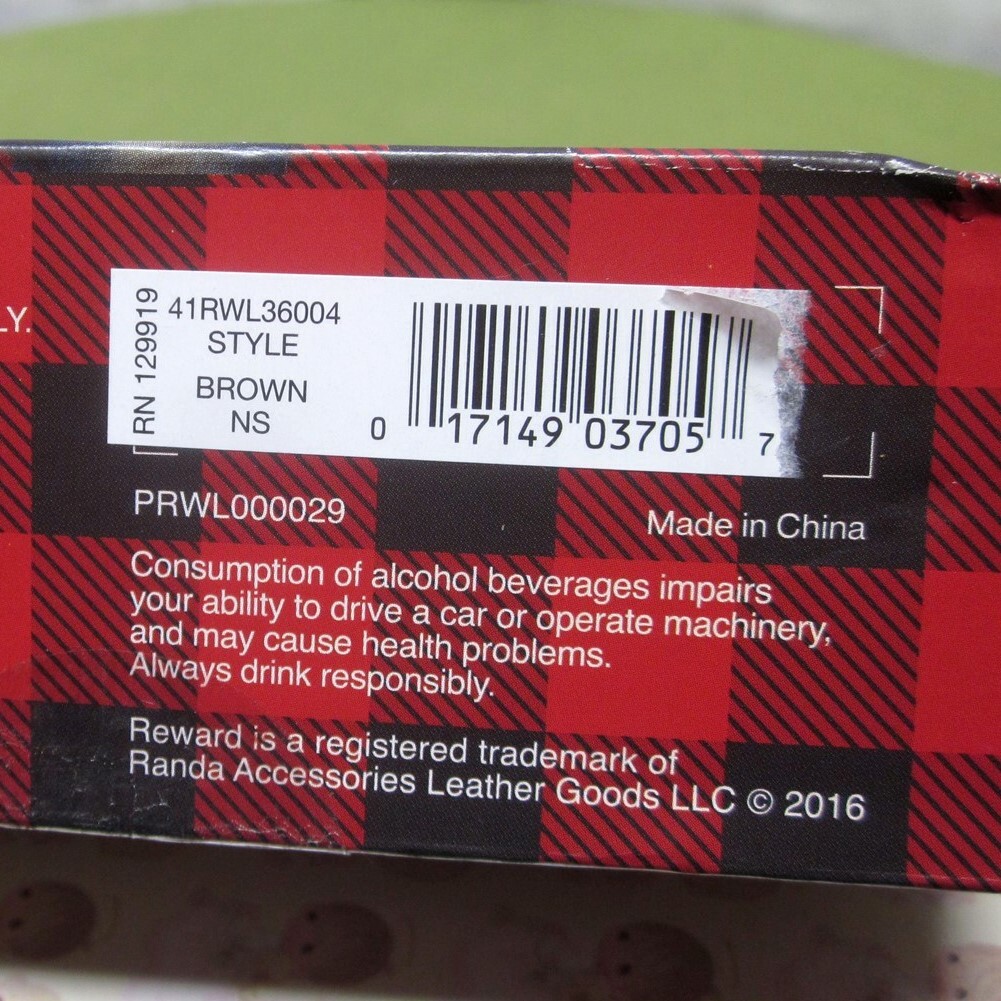 LY.
RN 129919
41RWL36004
STYLE
BROWN
NS
0 17149 03705 7
PRWL000029
Made in China
Consumption of alcohol beverages impairs
your ability to drive a car or operate machinery,
and may cause health problems.
Always drink responsibly.
Reward is a registered trademark of
Randa Accessories Leather Goods LLC © 2016